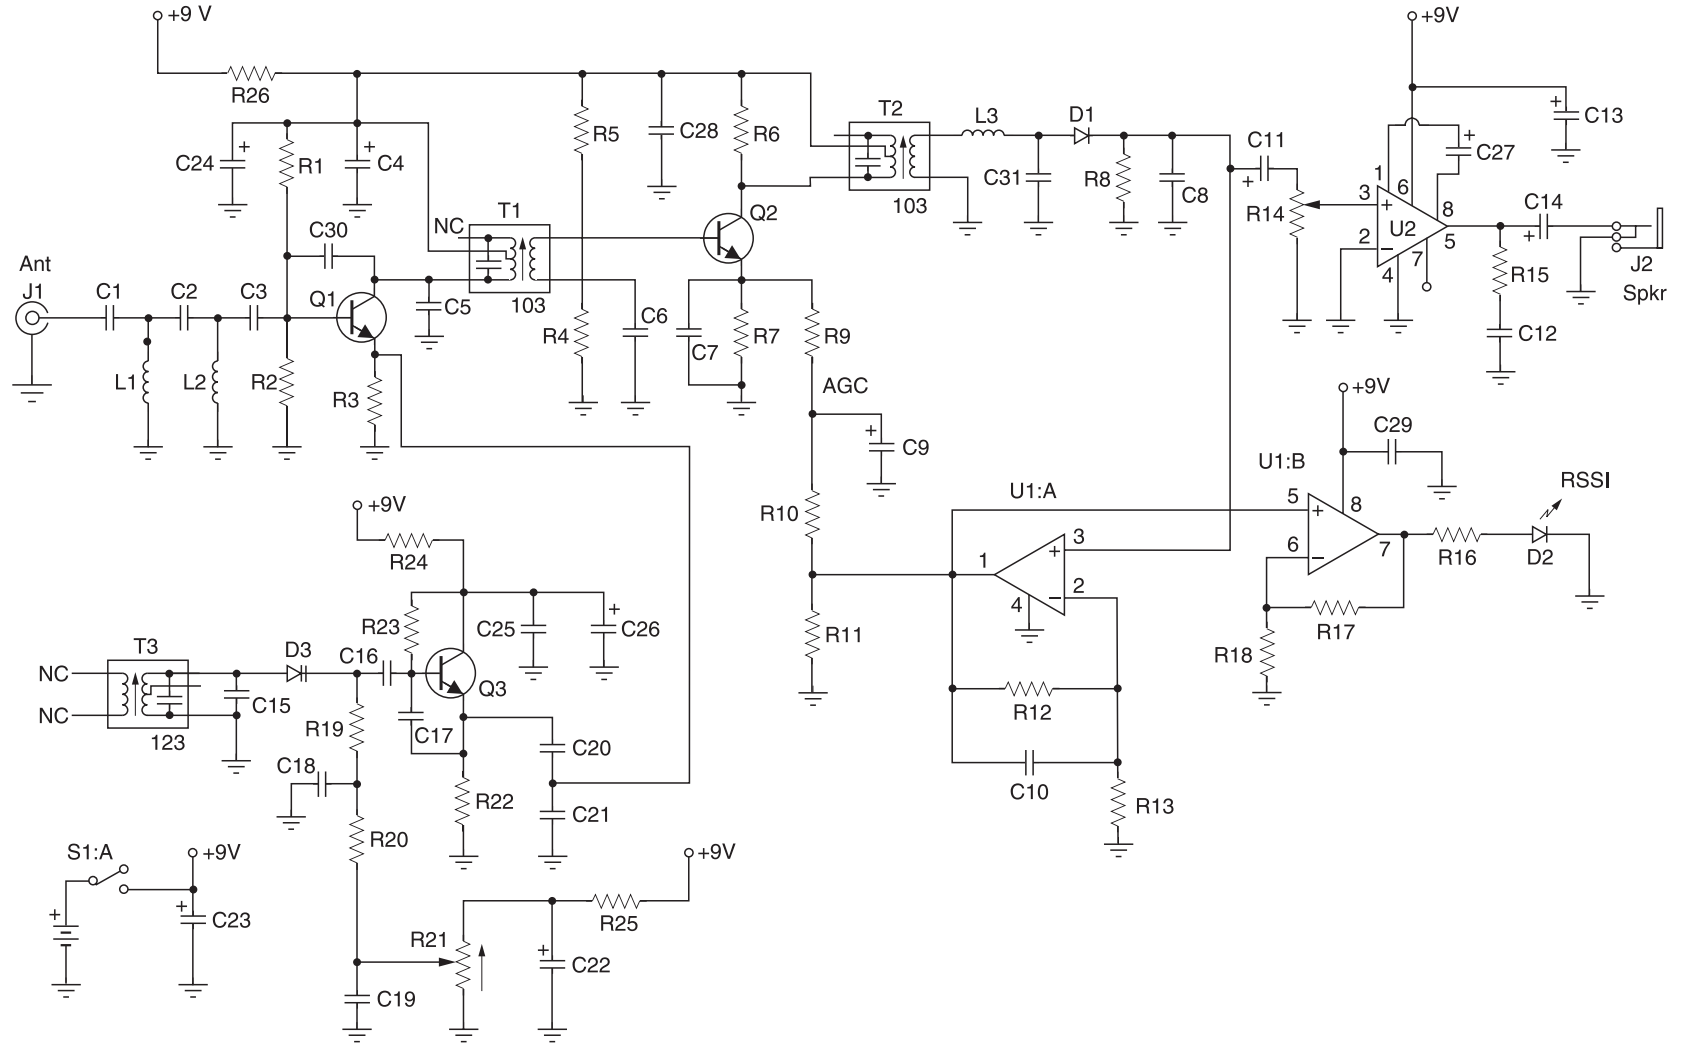 +9 V
+9V
R26
T2
L3
D1
C13
C24
R1
C4
R5
C28
R6
C11
C27
C31
R8
C8
1
6
3
+
8
C14
R14
U2
2
−
5
7
4
J2
Spkr
R15
C12
103
NC
T1
Q2
C30
Ant
J1
C1
C2
C3
Q1
C5
103
R4
C6
C7
R7
R9
L1
L2
R2
R3
AGC
C9
+9V
C29
U1:B
RSSI
5
8
+
6
−
7
R16
D2
R17
R18
U1:A
R10
1
3
+
2
−
4
R11
R12
C10
R13
+9V
R24
R23
C25
C26
T3
D3
C16
Q3
NC
NC
C15
R19
C17
C20
123
C18
R22
C21
R20
S1:A
+9V
C23
+9V
R25
R21
C22
C19